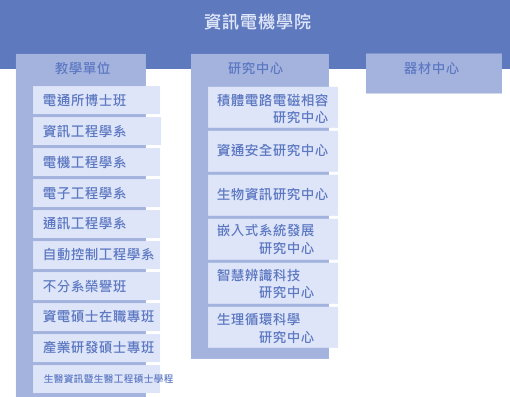 資訊電機學院
教學單位
電通所博士班
資訊工程學系
電機工程學系
電子工程學系
通訊工程學系
自動控制工程學系
不分系榮譽班
資電碩士在職專班
產業研發碩士專班
生醫資訊暨生醫工程碩士學程
研究中心
積體電路電磁相容
研究中心
資通安全研究中心
生物資訊研究中心
嵌入式系統發展
研究中心
智慧辨識科技
研究中心
生理循環科學
研究中心
器材中心